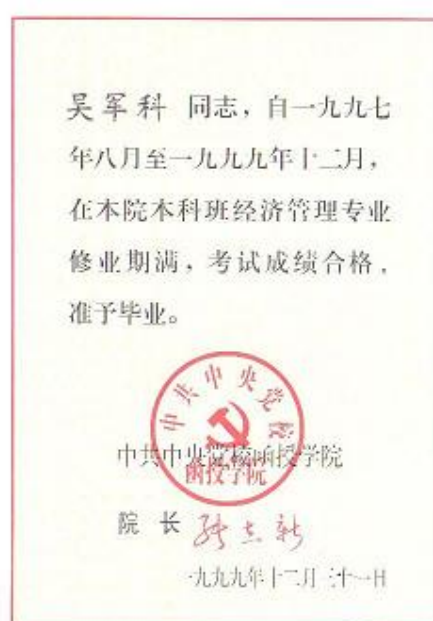 吴军科 同志，自一九九七
年八月至一九九九年十二月，
在本院本科班经济管理专业
修业期满，考试成绩合格，
准予毕业。
中共中央党校
函授学院
中共中央党校函授学院
院 长 张志新
一九九九年十二月三十一日